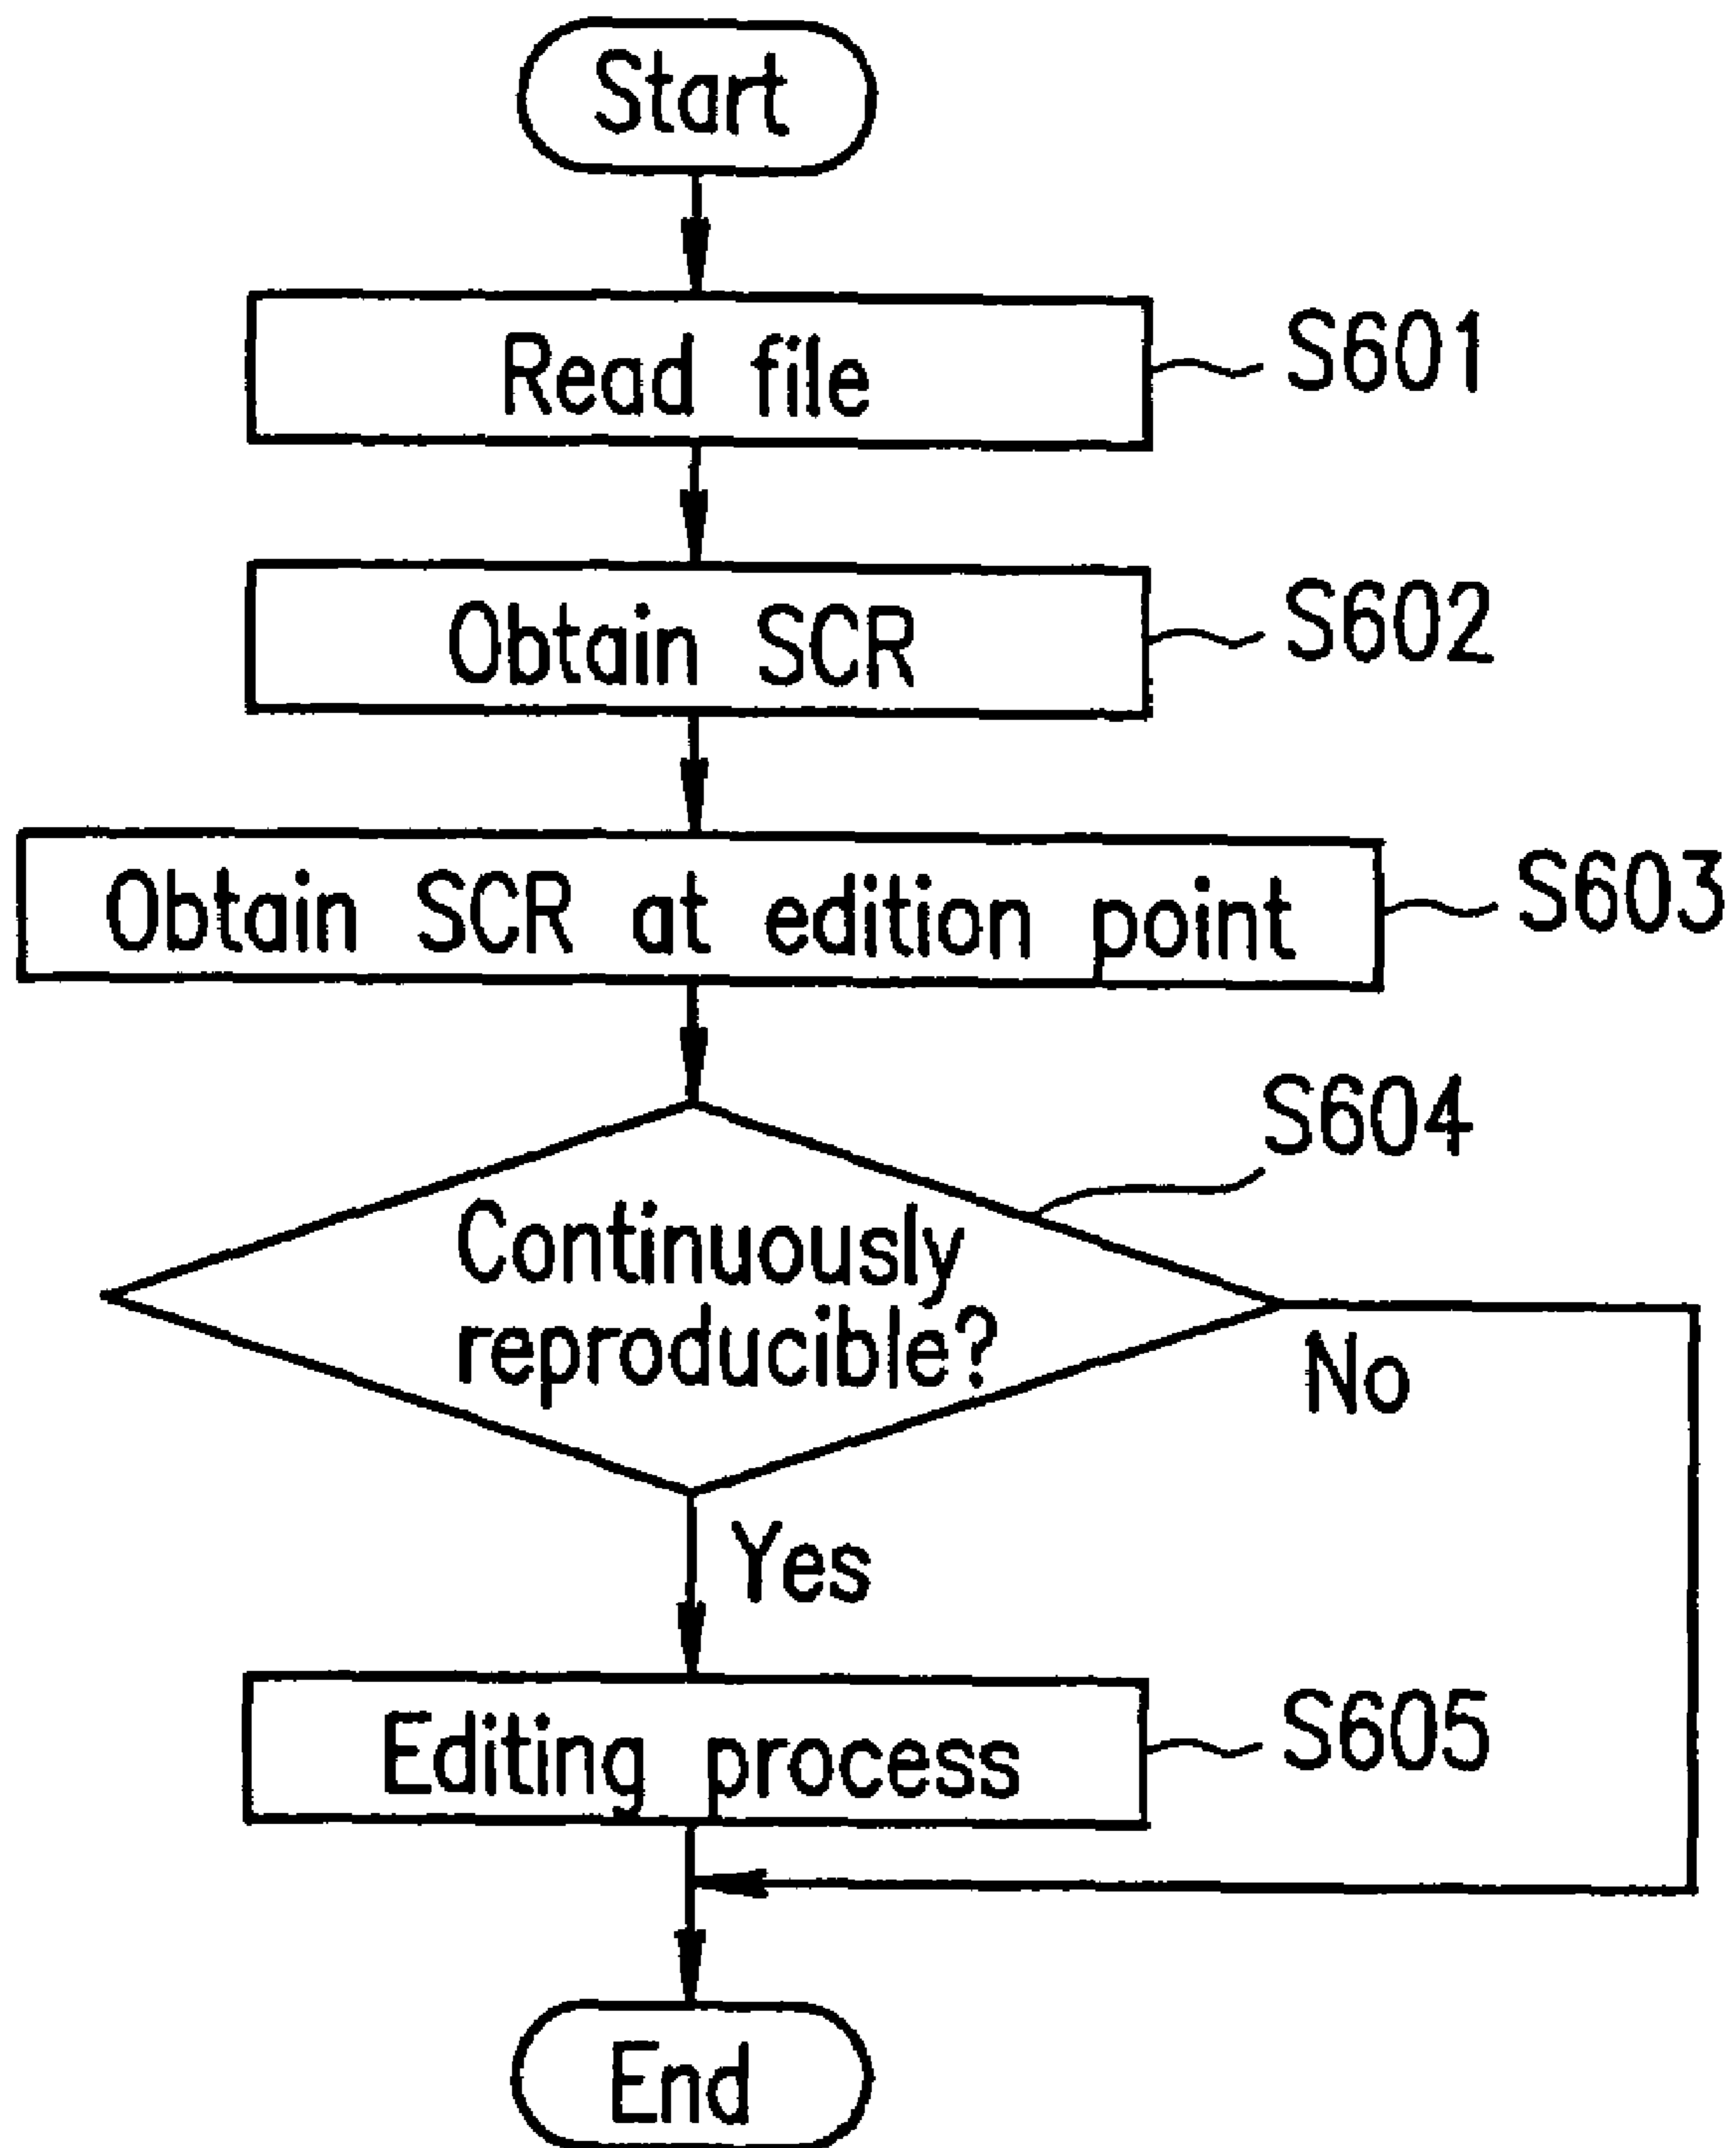 Start
Read file
S601
Obtain SCR
S602
Obtain SCR at edition point
S603
S604
Continuously
reproducible?
No
Yes
Editing process
S605
End